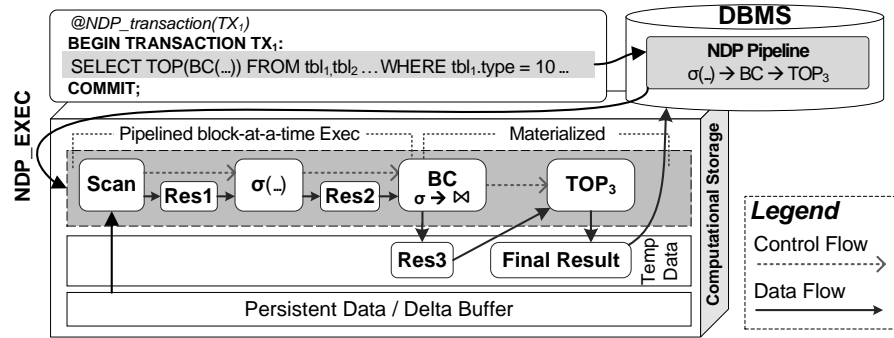 @NDP_transaction(TX1)
BEGIN TRANSACTION TX1:
SELECT TOP(BC(...)) FROM tbl1,tbl2 ... WHERE tbl1.type = 10 ...
COMMIT;
DBMS
NDP Pipeline
σ(..) → BC → TOP3
NDP_EXEC
Pipelined block-at-a-time Exec
Materialized
Scan
Res1
σ(..)
Res2
BC
σ → ⋈
TOP3
Res3
Final Result
Temp
Data
Persistent Data / Delta Buffer
Computational Storage
Legend
Control Flow
Data Flow